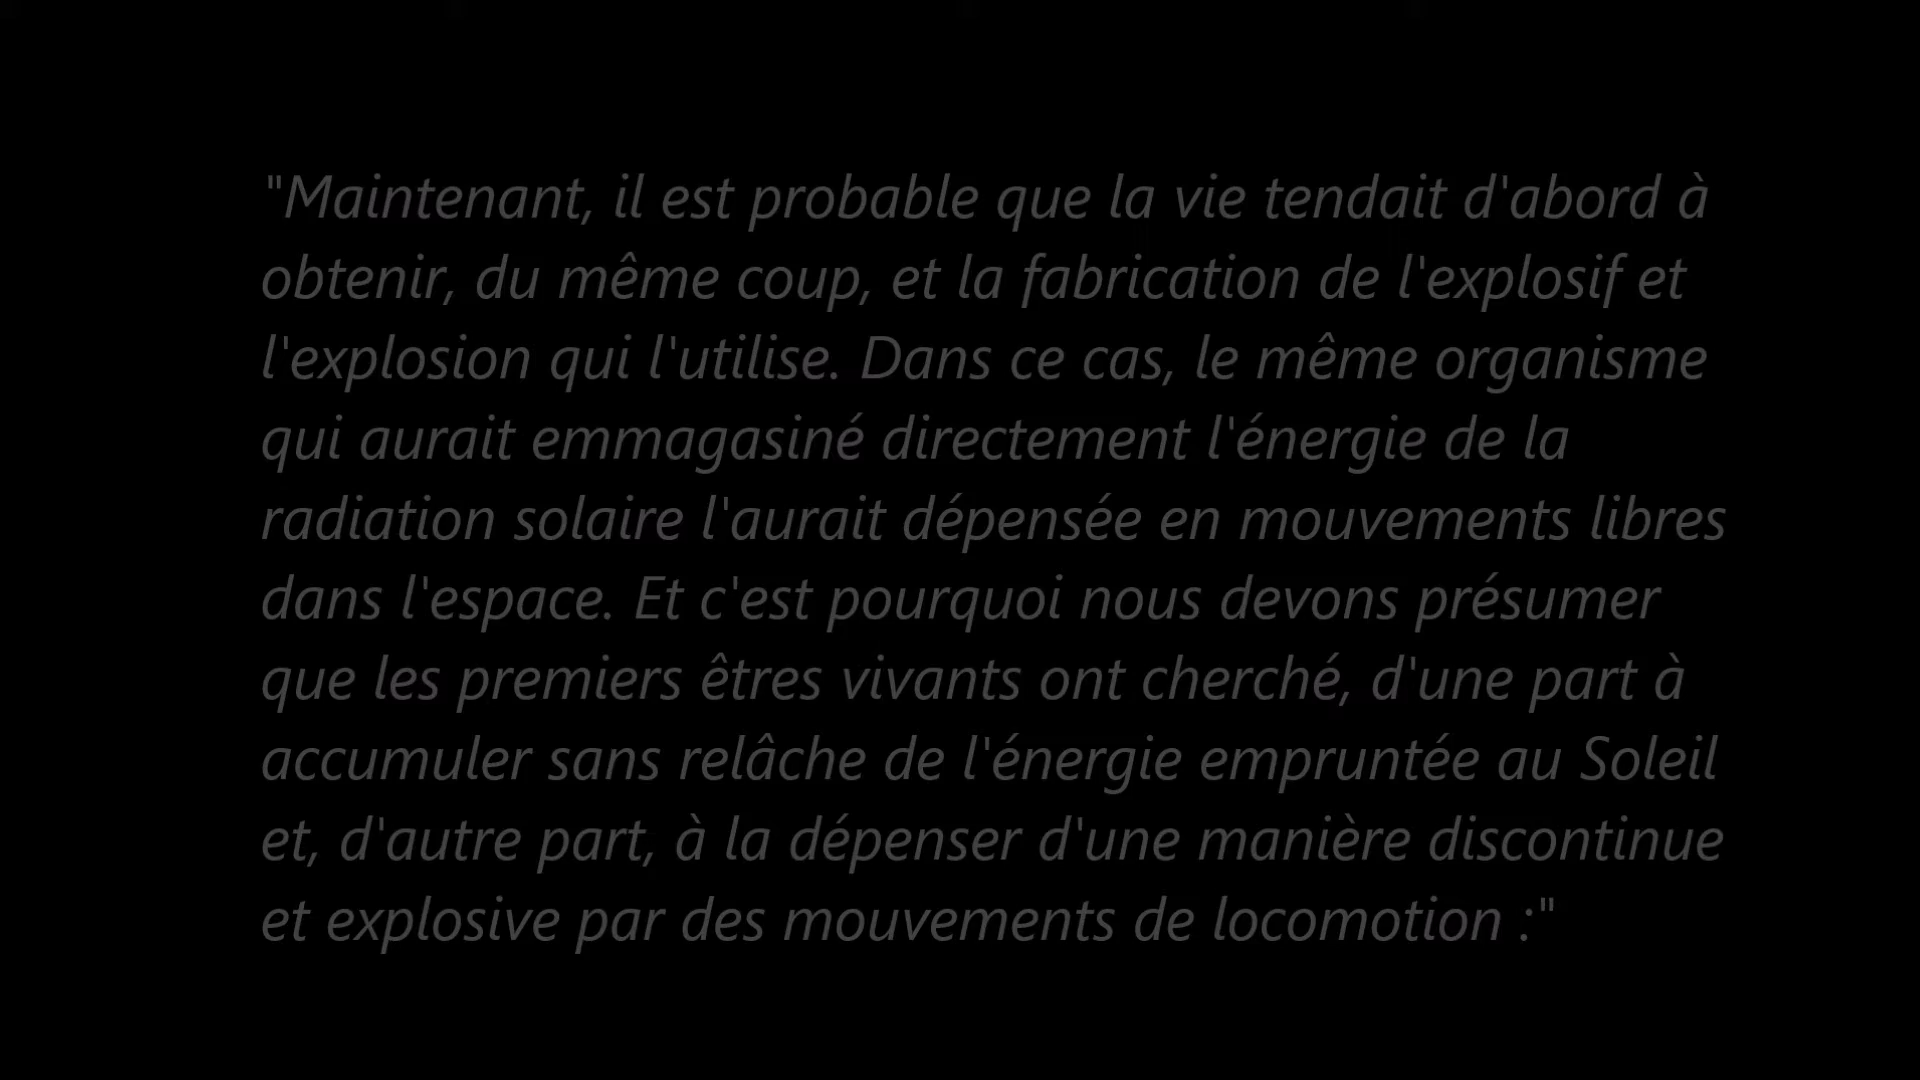 "Maintenant, il est probable que la vie tendait d'abord à
obtenir, du même coup, et la fabrication de l'explosif et
l'explosion qui l'utilise. Dans ce cas, le même organisme
qui aurait emmagasiné directement l'énergie de la
radiation solaire l'aurait dépensée en mouvements libres
dans l'espace. Et c'est pourquoi nous devons présumer
que les premiers êtres vivants ont cherché, d'une part à
accumuler sans relâche de l'énergie empruntée au Soleil
et, d'autre part, à la dépenser d'une manière discontinue
et explosive par des mouvements de locomotion :"